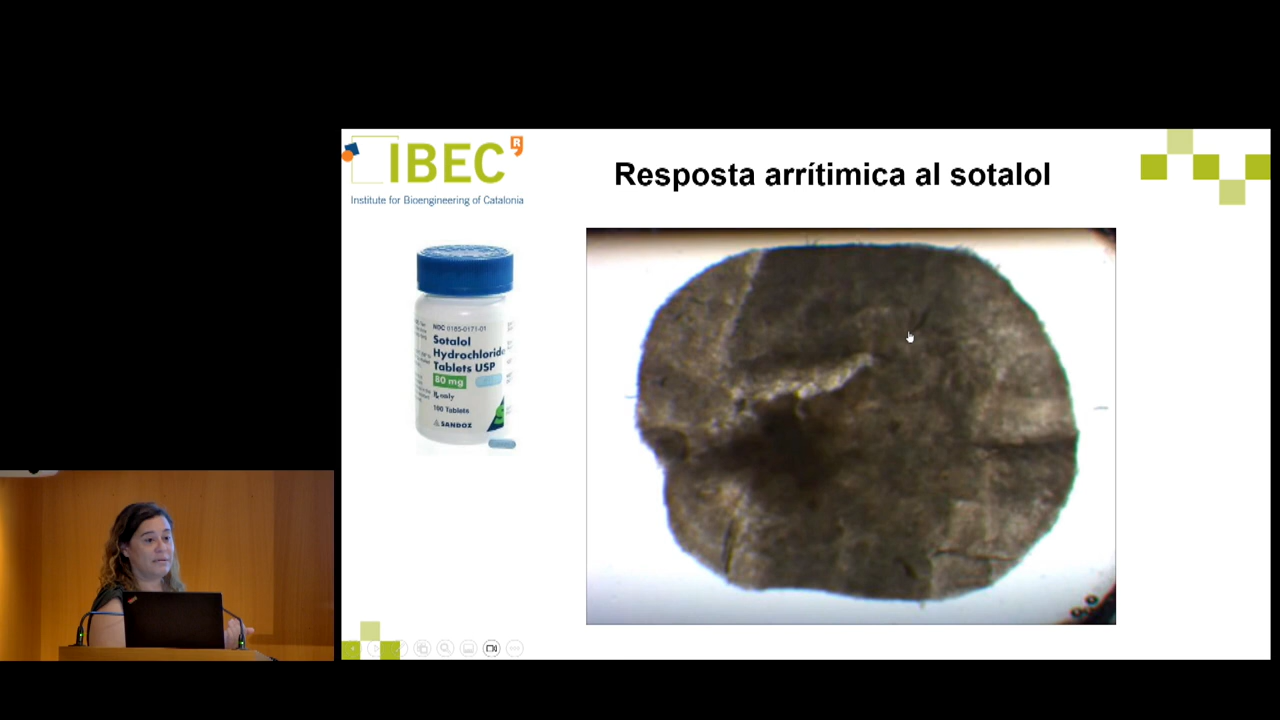 IBEC R
Institute for Bioengineering of Catalonia
Resposta arrítimica al sotalol
NDC 0185-0171-01
Sotalol
Hydrochloride
Tablets USP
80 mg
Rx only
100 Tablets
SANDOZ